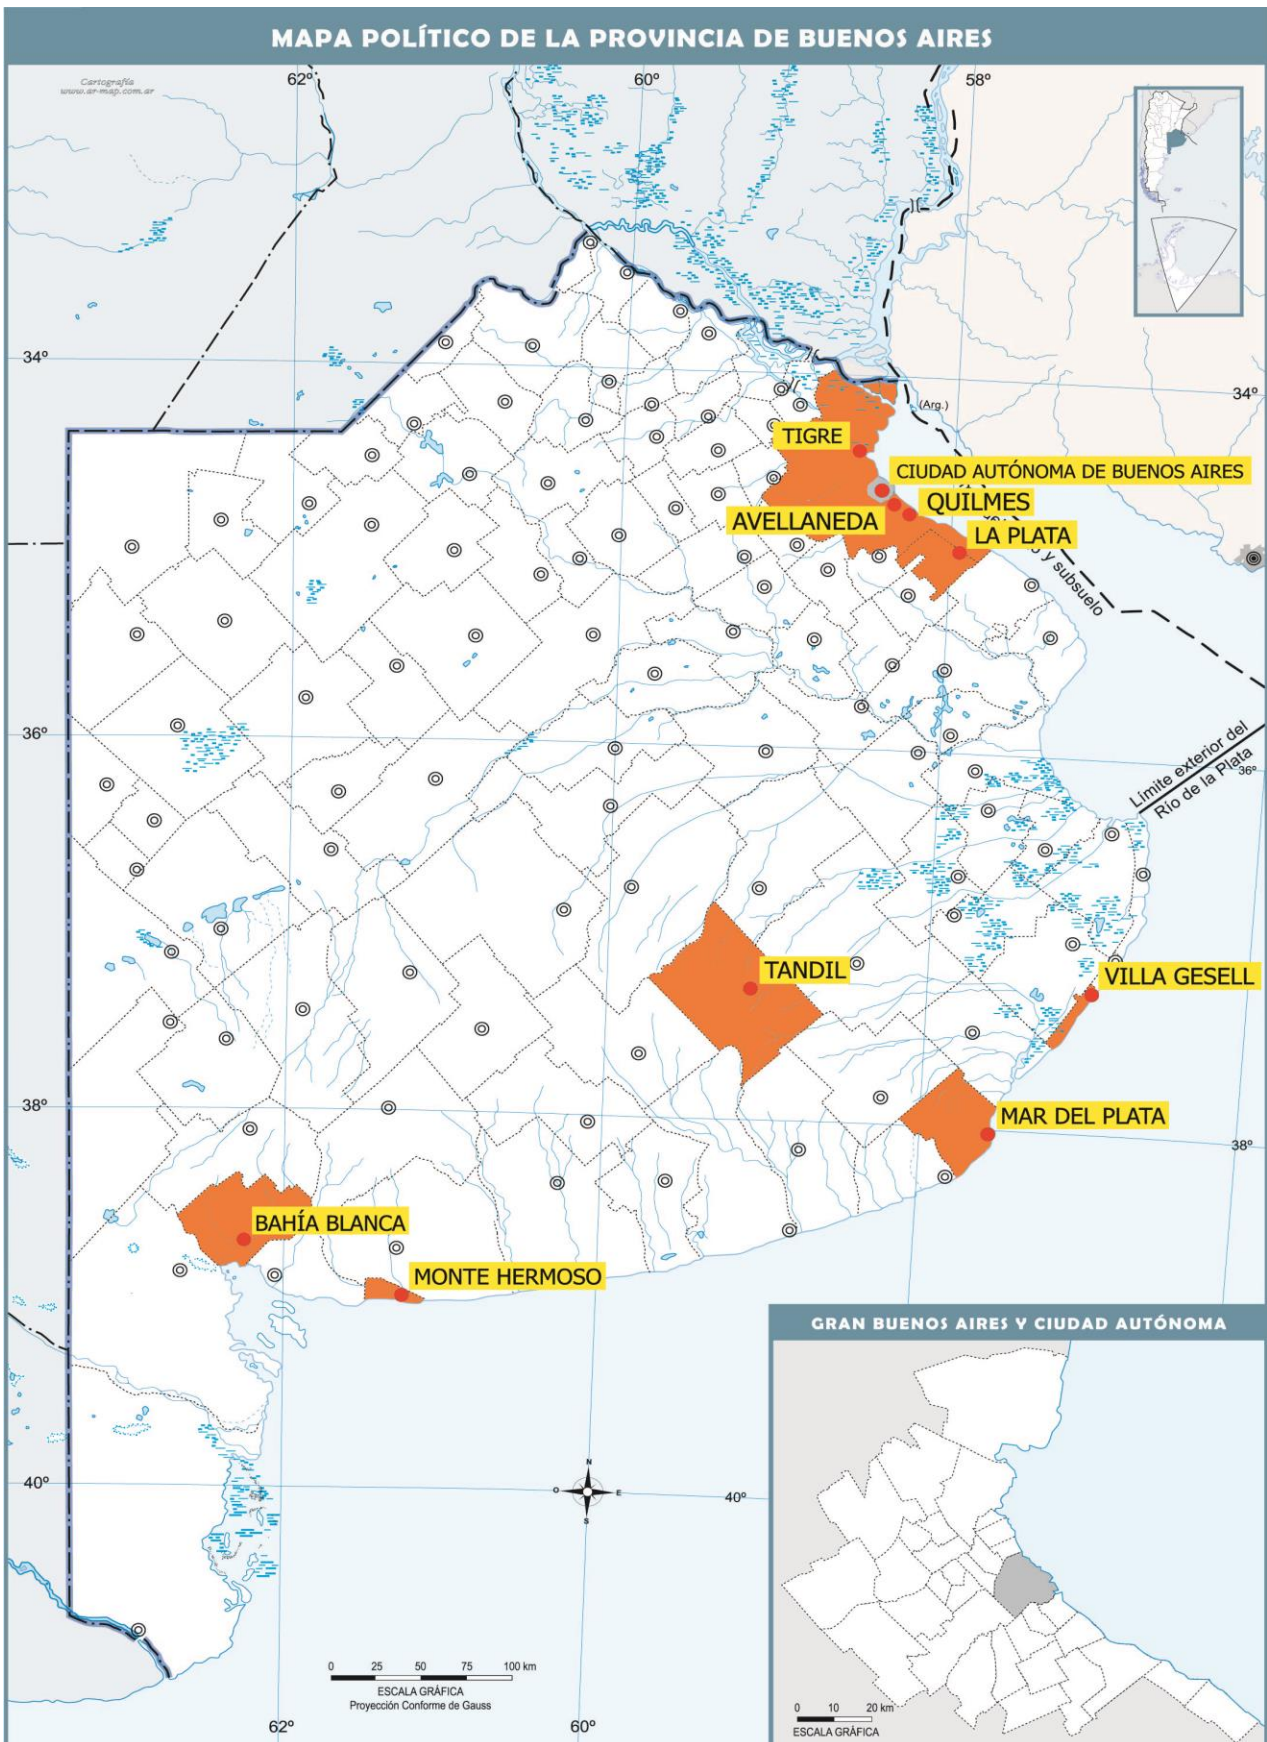 MAPA POLÍTICO DE LA PROVINCIA DE BUENOS AIRES
Cartografía
www.ar-map.com.ar
62º
60º
58º
34º
34º
(Arg.)
TIGRE
CIUDAD AUTÓNOMA DE BUENOS AIRES
QUILMES
AVELLANEDA
LA PLATA
y subsuelo
36º
36º
Límite exterior del
Río de la Plata
TANDIL
VILLA GESELL
38º
MAR DEL PLATA
38º
BAHÍA BLANCA
MONTE HERMOSO
GRAN BUENOS AIRES Y CIUDAD AUTÓNOMA
N
O
E
S
40º
40º
0 25 50 75 100 km
ESCALA GRÁFICA
Proyección Conforme de Gauss
0 10 20 km
ESCALA GRÁFICA
62º
60º